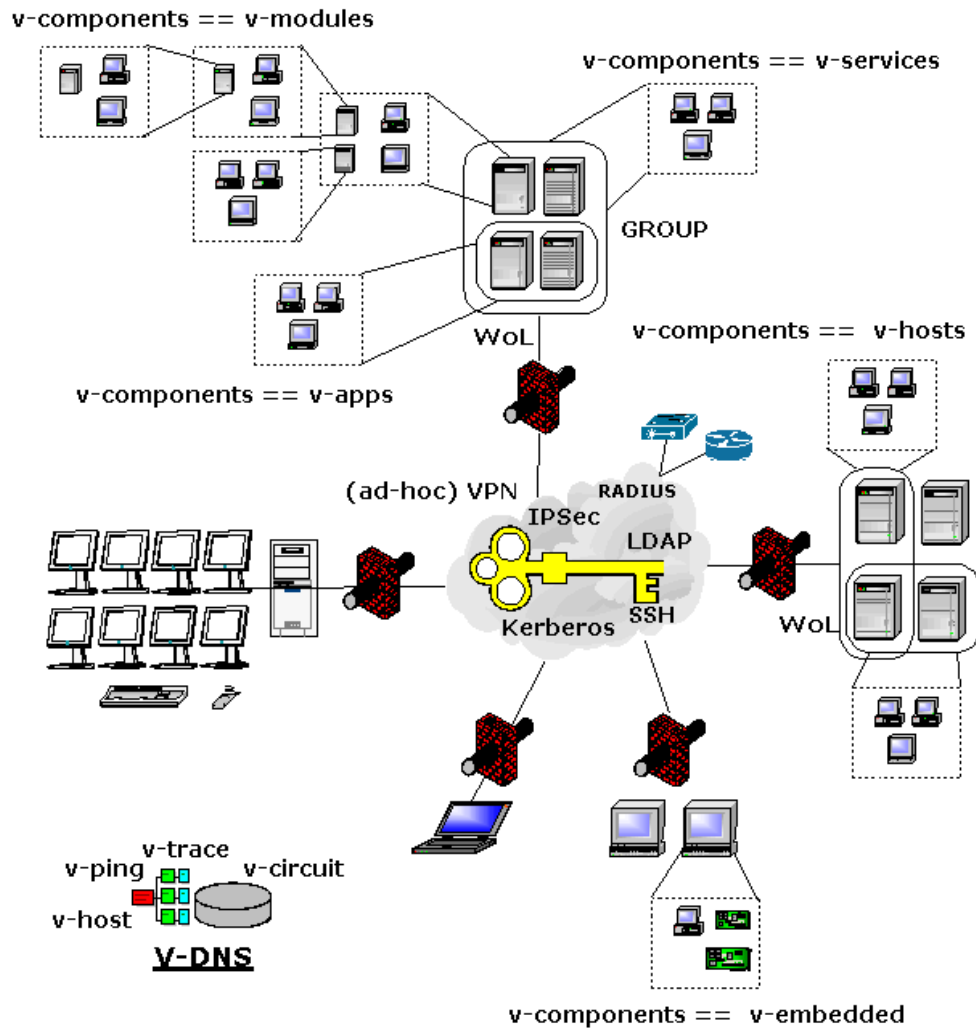 v-components == v-modules
v-components == v-services
GROUP
WoL
v-components == v-hosts
v-components == v-apps
(ad-hoc) VPN
RADIUS
IPSec
LDAP
Kerberos
SSH
WoL
v-trace
v-ping
v-circuit
v-host
V-DNS
v-components == v-embedded